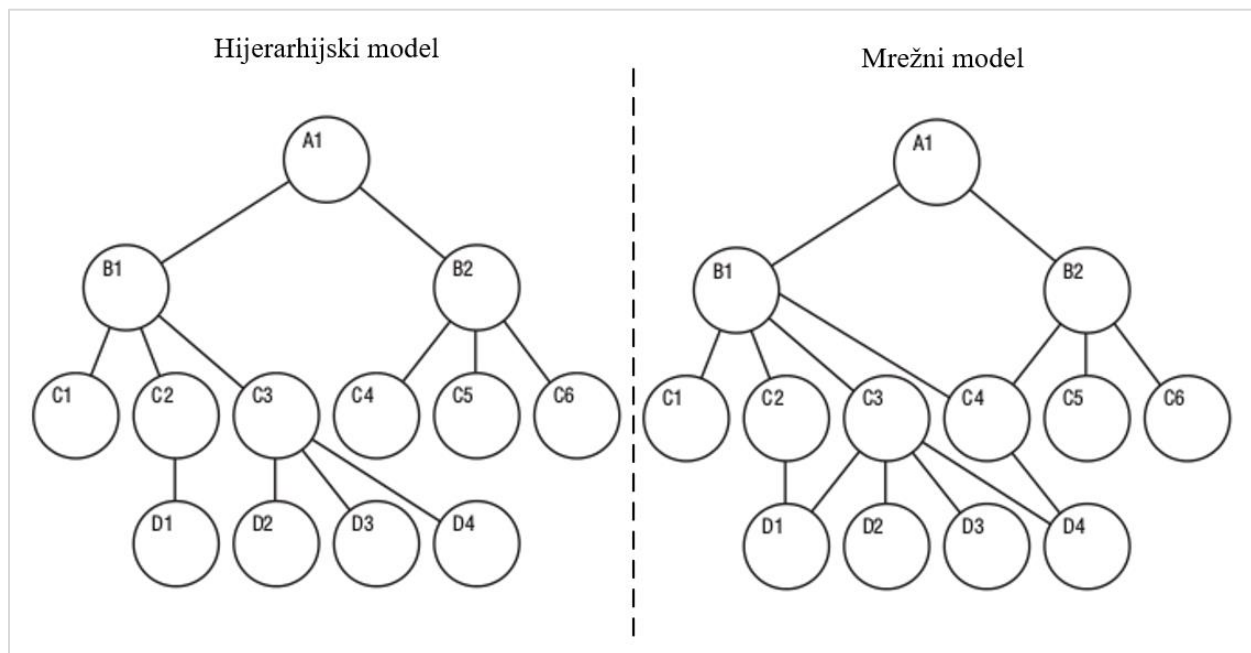 Hijerarhijski model
A1
B1
B2
C1
C2
C3
C4
C5
C6
D1
D2
D3
D4
Mrežni model
A1
B1
B2
C1
C2
C3
C4
C5
C6
D1
D2
D3
D4